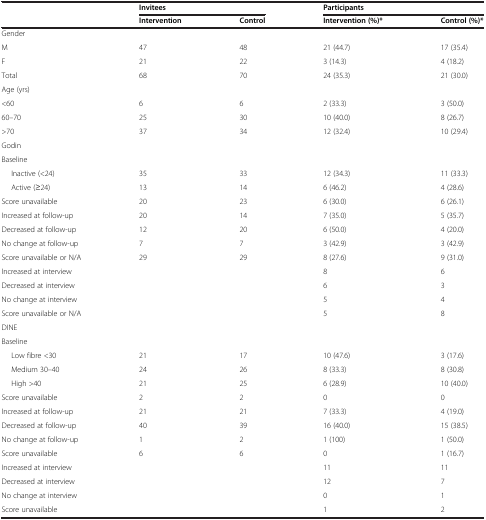 Invitees Participants
Intervention Control Intervention (%)* Control (%)*
Gender
M 47 48 21 (44.7) 17 (35.4)
F 21 22 3 (14.3) 4 (18.2)
Total 68 70 24 (35.3) 21 (30.0)
Age (yrs)
<60 6 6 2 (33.3) 3 (50.0)
60–70 25 30 10 (40.0) 8 (26.7)
>70 37 34 12 (32.4) 10 (29.4)
Godin
Baseline
Inactive (<24) 35 33 12 (34.3) 11 (33.3)
Active (≥24) 13 14 6 (46.2) 4 (28.6)
Score unavailable 20 23 6 (30.0) 6 (26.1)
Increased at follow-up 20 14 7 (35.0) 5 (35.7)
Decreased at follow-up 12 20 6 (50.0) 4 (20.0)
No change at follow-up 7 7 3 (42.9) 3 (42.9)
Score unavailable or N/A 29 29 8 (27.6) 9 (31.0)
Increased at interview 8 6
Decreased at interview 6 3
No change at interview 5 4
Score unavailable or N/A 5 8
DINE
Baseline
Low fibre <30 21 17 10 (47.6) 3 (17.6)
Medium 30–40 24 26 8 (33.3) 8 (30.8)
High >40 21 25 6 (28.9) 10 (40.0)
Score unavailable 2 2 0 0
Increased at follow-up 21 21 7 (33.3) 4 (19.0)
Decreased at follow-up 40 39 16 (40.0) 15 (38.5)
No change at follow-up 1 2 1 (100) 1 (50.0)
Score unavailable 6 6 0 1 (16.7)
Increased at interview 11 11
Decreased at interview 12 7
No change at interview 0 1
Score unavailable 1 2